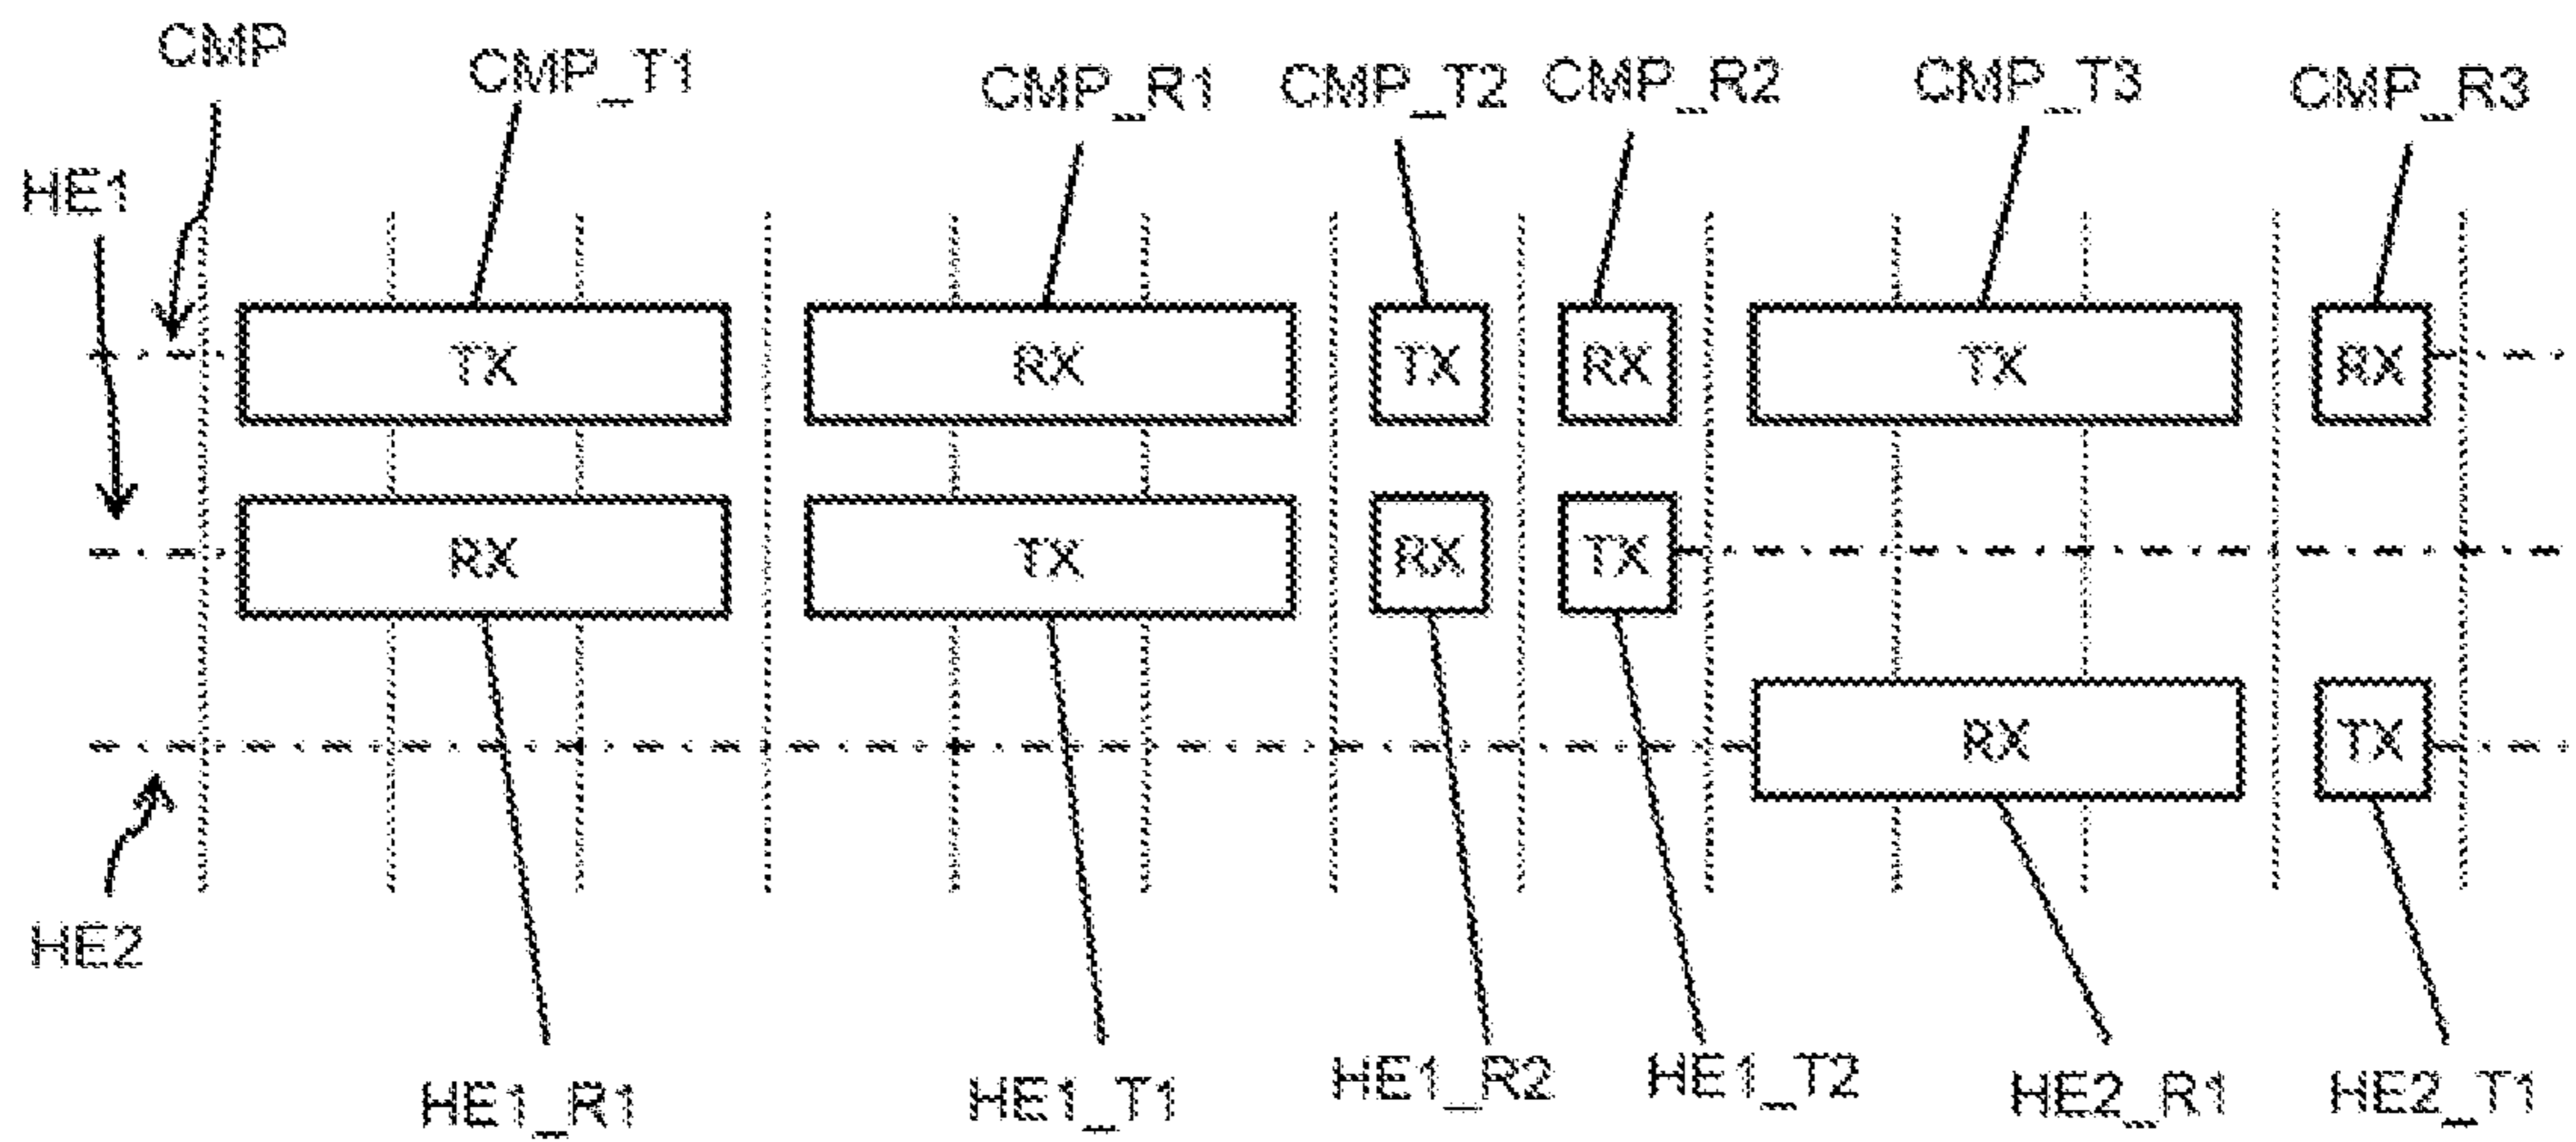 CMP
CMP_T1
CMP_R1
CMP_T2
CMP_R2
CMP_T3
CMP_R3
HE1
TX
RX
TX
RX
TX
RX
RX
TX
RX
TX
RX
TX
HE2
HE1_R1
HE1_T1
HE1_R2
HE1_T2
HE2_R1
HE2_T1